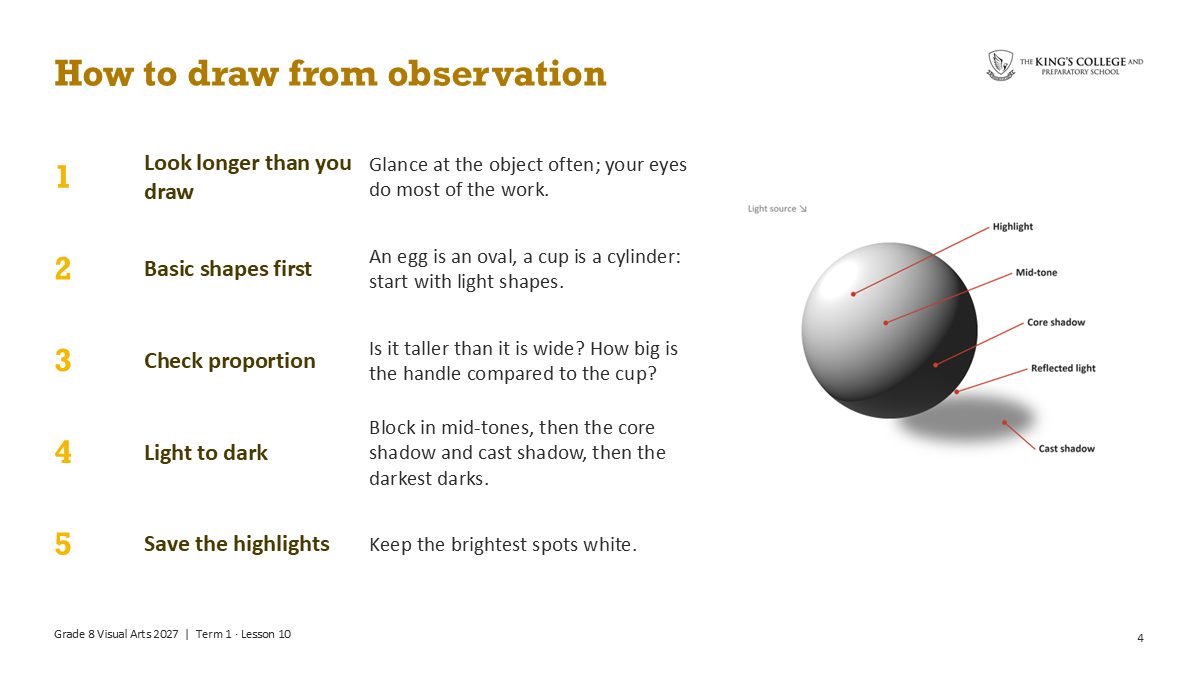 How to draw from observation
THE KING'S COLLEGE AND
PREPARATORY SCHOOL
1
Look longer than you
draw
Glance at the object often; your eyes
do most of the work.
2
Basic shapes first
An egg is an oval, a cup is a cylinder:
start with light shapes.
3
Check proportion
Is it taller than it is wide? How big is
the handle compared to the cup?
4
Light to dark
Block in mid-tones, then the core
shadow and cast shadow, then the
darkest darks.
5
Save the highlights
Keep the brightest spots white.
Light source ↘
Highlight
Mid-tone
Core shadow
Reflected light
Cast shadow
Grade 8 Visual Arts 2027 | Term 1 · Lesson 10
4